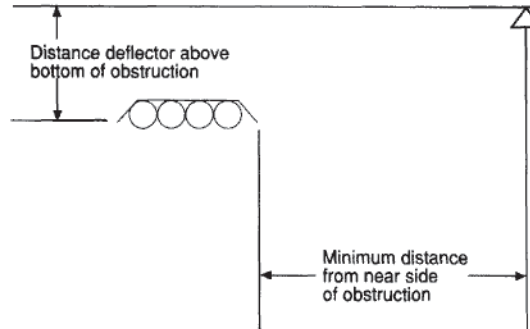 Distance deflector above
bottom of obstruction
Minimum distance
from near side
of obstruction